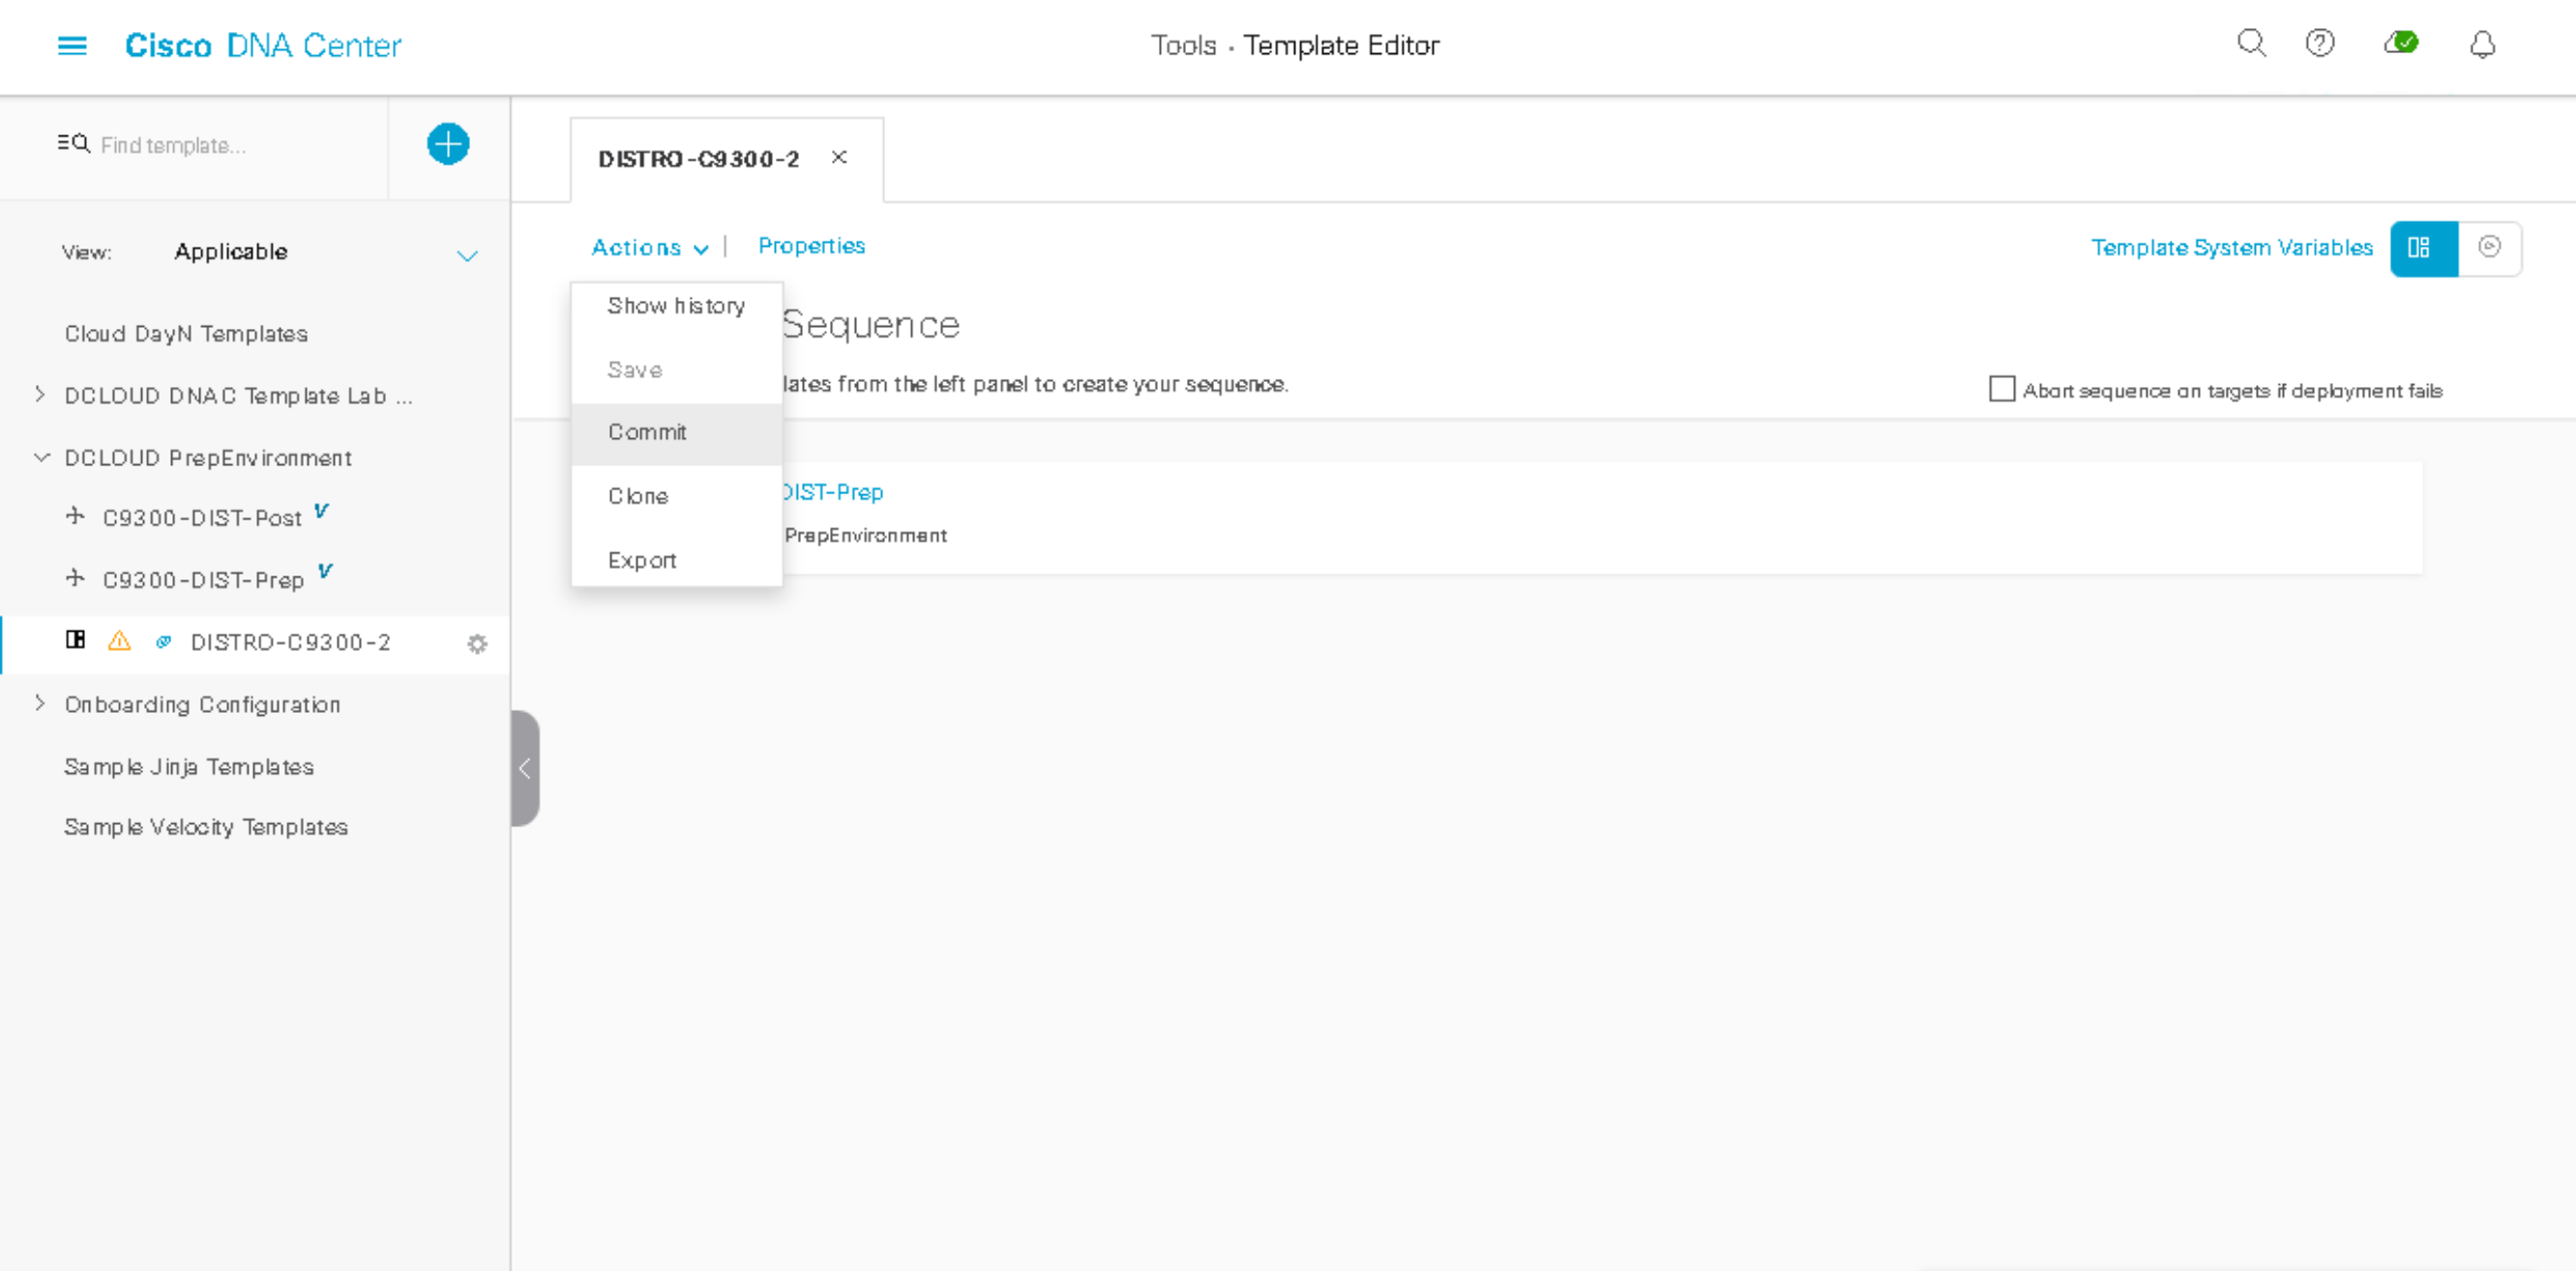 Cisco DNA Center
Tools · Template Editor
Find template...
DISTRO-C9300-2
View: Applicable
Actions | Properties
Template System Variables
Show history
Sequence
Save
lates from the left panel to create your sequence.
Abort sequence on targets if deployment fails
Commit
Clone
DIST-Prep
PrepEnvironment
Export
Cloud DayN Templates
DCLOUD DNAC Template Lab ...
DCLOUD PrepEnvironment
C9300-DIST-Post V
C9300-DIST-Prep V
DISTRO-C9300-2
Onboarding Configuration
Sample Jinja Templates
Sample Velocity Templates